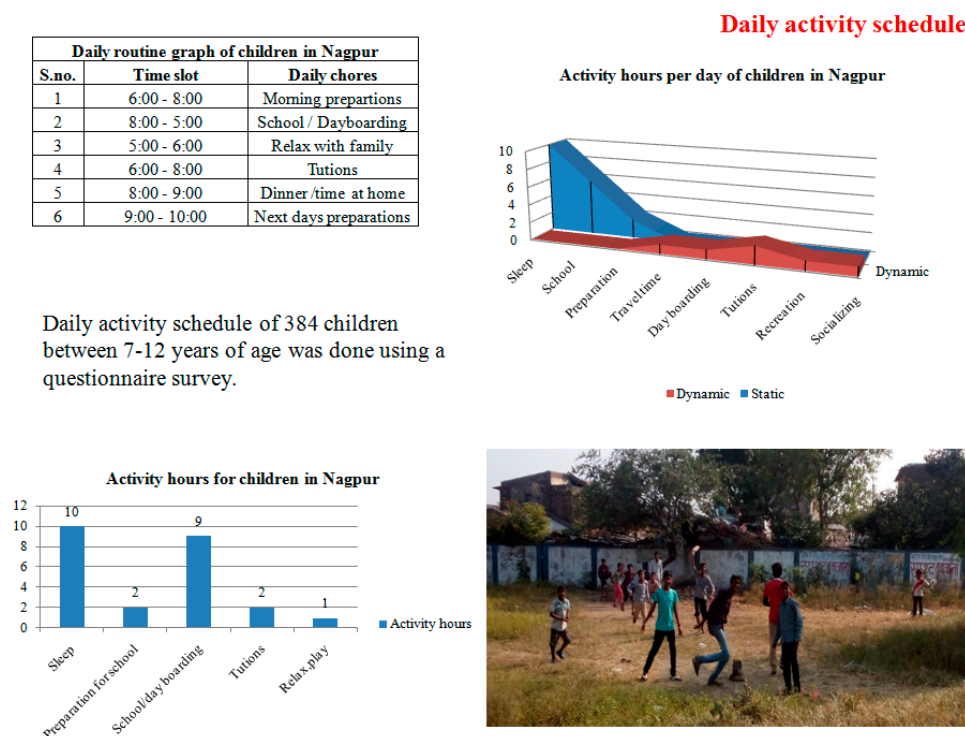 Daily activity schedule
Daily routine graph of children in Nagpur
S.no. Time slot Daily chores
1 6:00 - 8:00 Morning prepartions
2 8:00 - 5:00 School / Dayboarding
3 5:00 - 6:00 Relax with family
4 6:00 - 8:00 Tutions
5 8:00 - 9:00 Dinner /time at home
6 9:00 - 10:00 Next days preparations
Activity hours per day of children in Nagpur
10
8
6
4
2
0
Sleep
School
Preparation
Travel time
Day boarding
Tutions
Recreation
Socializing
Dynamic
Dynamic Static
Daily activity schedule of 384 children
between 7-12 years of age was done using a
questionnaire survey.
Activity hours for children in Nagpur
12
10
8
6
4
2
0
10
2
9
2
1
Sleep
Preparation for school
School/day boarding
Tutions
Relax,play
Activity hours